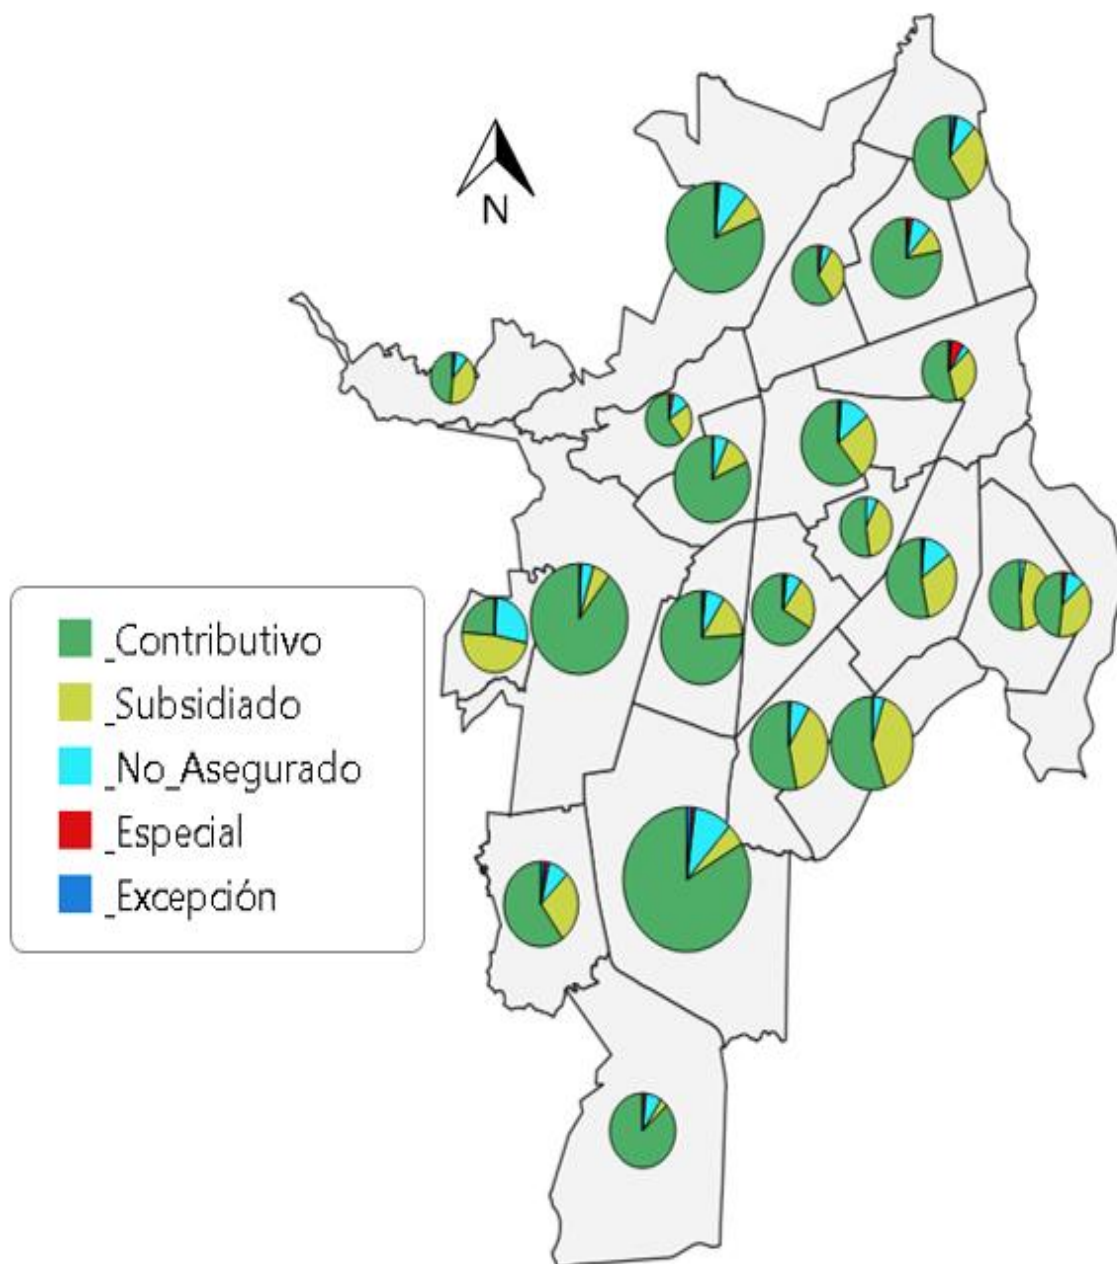 N
_Contributivo
_Subsidiado
_No_Asegurado
_Especial
_Excepción